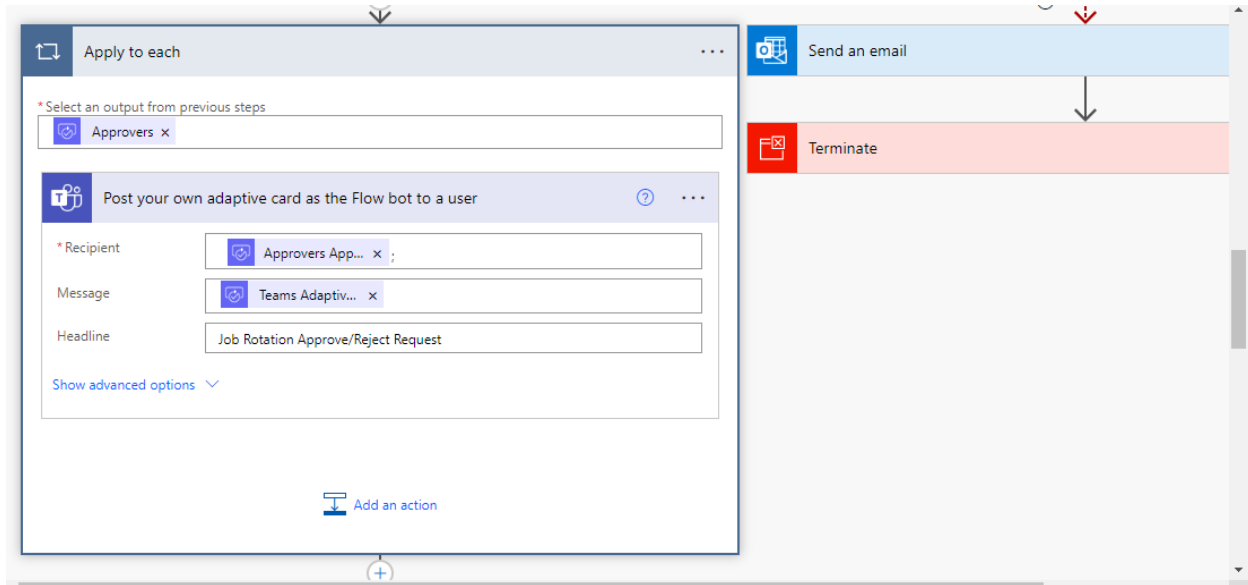 Apply to each
* Select an output from previous steps
Approvers ×
Post your own adaptive card as the Flow bot to a user
* Recipient
Approvers App... × ;
Message
Teams Adaptiv... ×
Headline
Job Rotation Approve/Reject Request
Show advanced options
Add an action
Send an email
Terminate